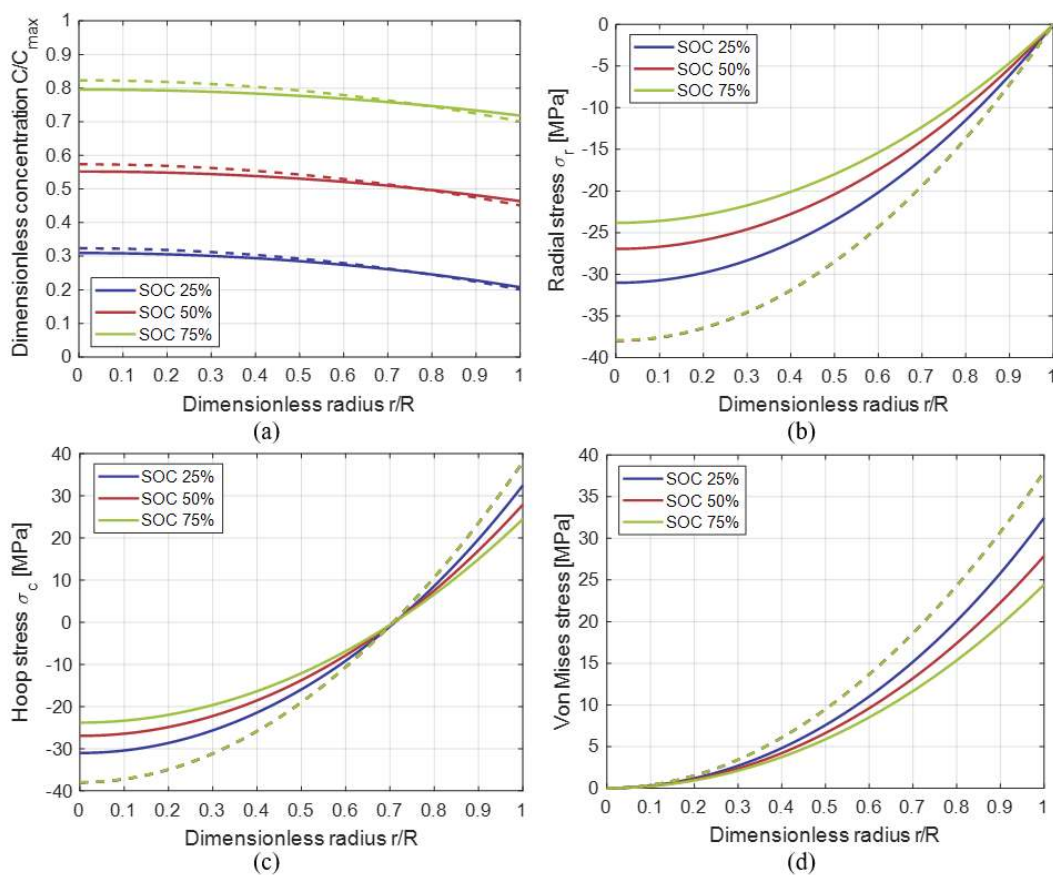 Dimensionless concentration C/C_max
1
0.9
0.8
0.7
0.6
0.5
0.4
0.3
0.2
0.1
0
SOC 25%
SOC 50%
SOC 75%
0 0.1 0.2 0.3 0.4 0.5 0.6 0.7 0.8 0.9 1
Dimensionless radius r/R
(a)
Radial stress σ_r [MPa]
0
-5
-10
-15
-20
-25
-30
-35
-40
SOC 25%
SOC 50%
SOC 75%
0 0.1 0.2 0.3 0.4 0.5 0.6 0.7 0.8 0.9 1
Dimensionless radius r/R
(b)
Hoop stress σ_c [MPa]
40
30
20
10
0
-10
-20
-30
-40
SOC 25%
SOC 50%
SOC 75%
0 0.1 0.2 0.3 0.4 0.5 0.6 0.7 0.8 0.9 1
Dimensionless radius r/R
(c)
Von Mises stress [MPa]
40
35
30
25
20
15
10
5
0
SOC 25%
SOC 50%
SOC 75%
0 0.1 0.2 0.3 0.4 0.5 0.6 0.7 0.8 0.9 1
Dimensionless radius r/R
(d)